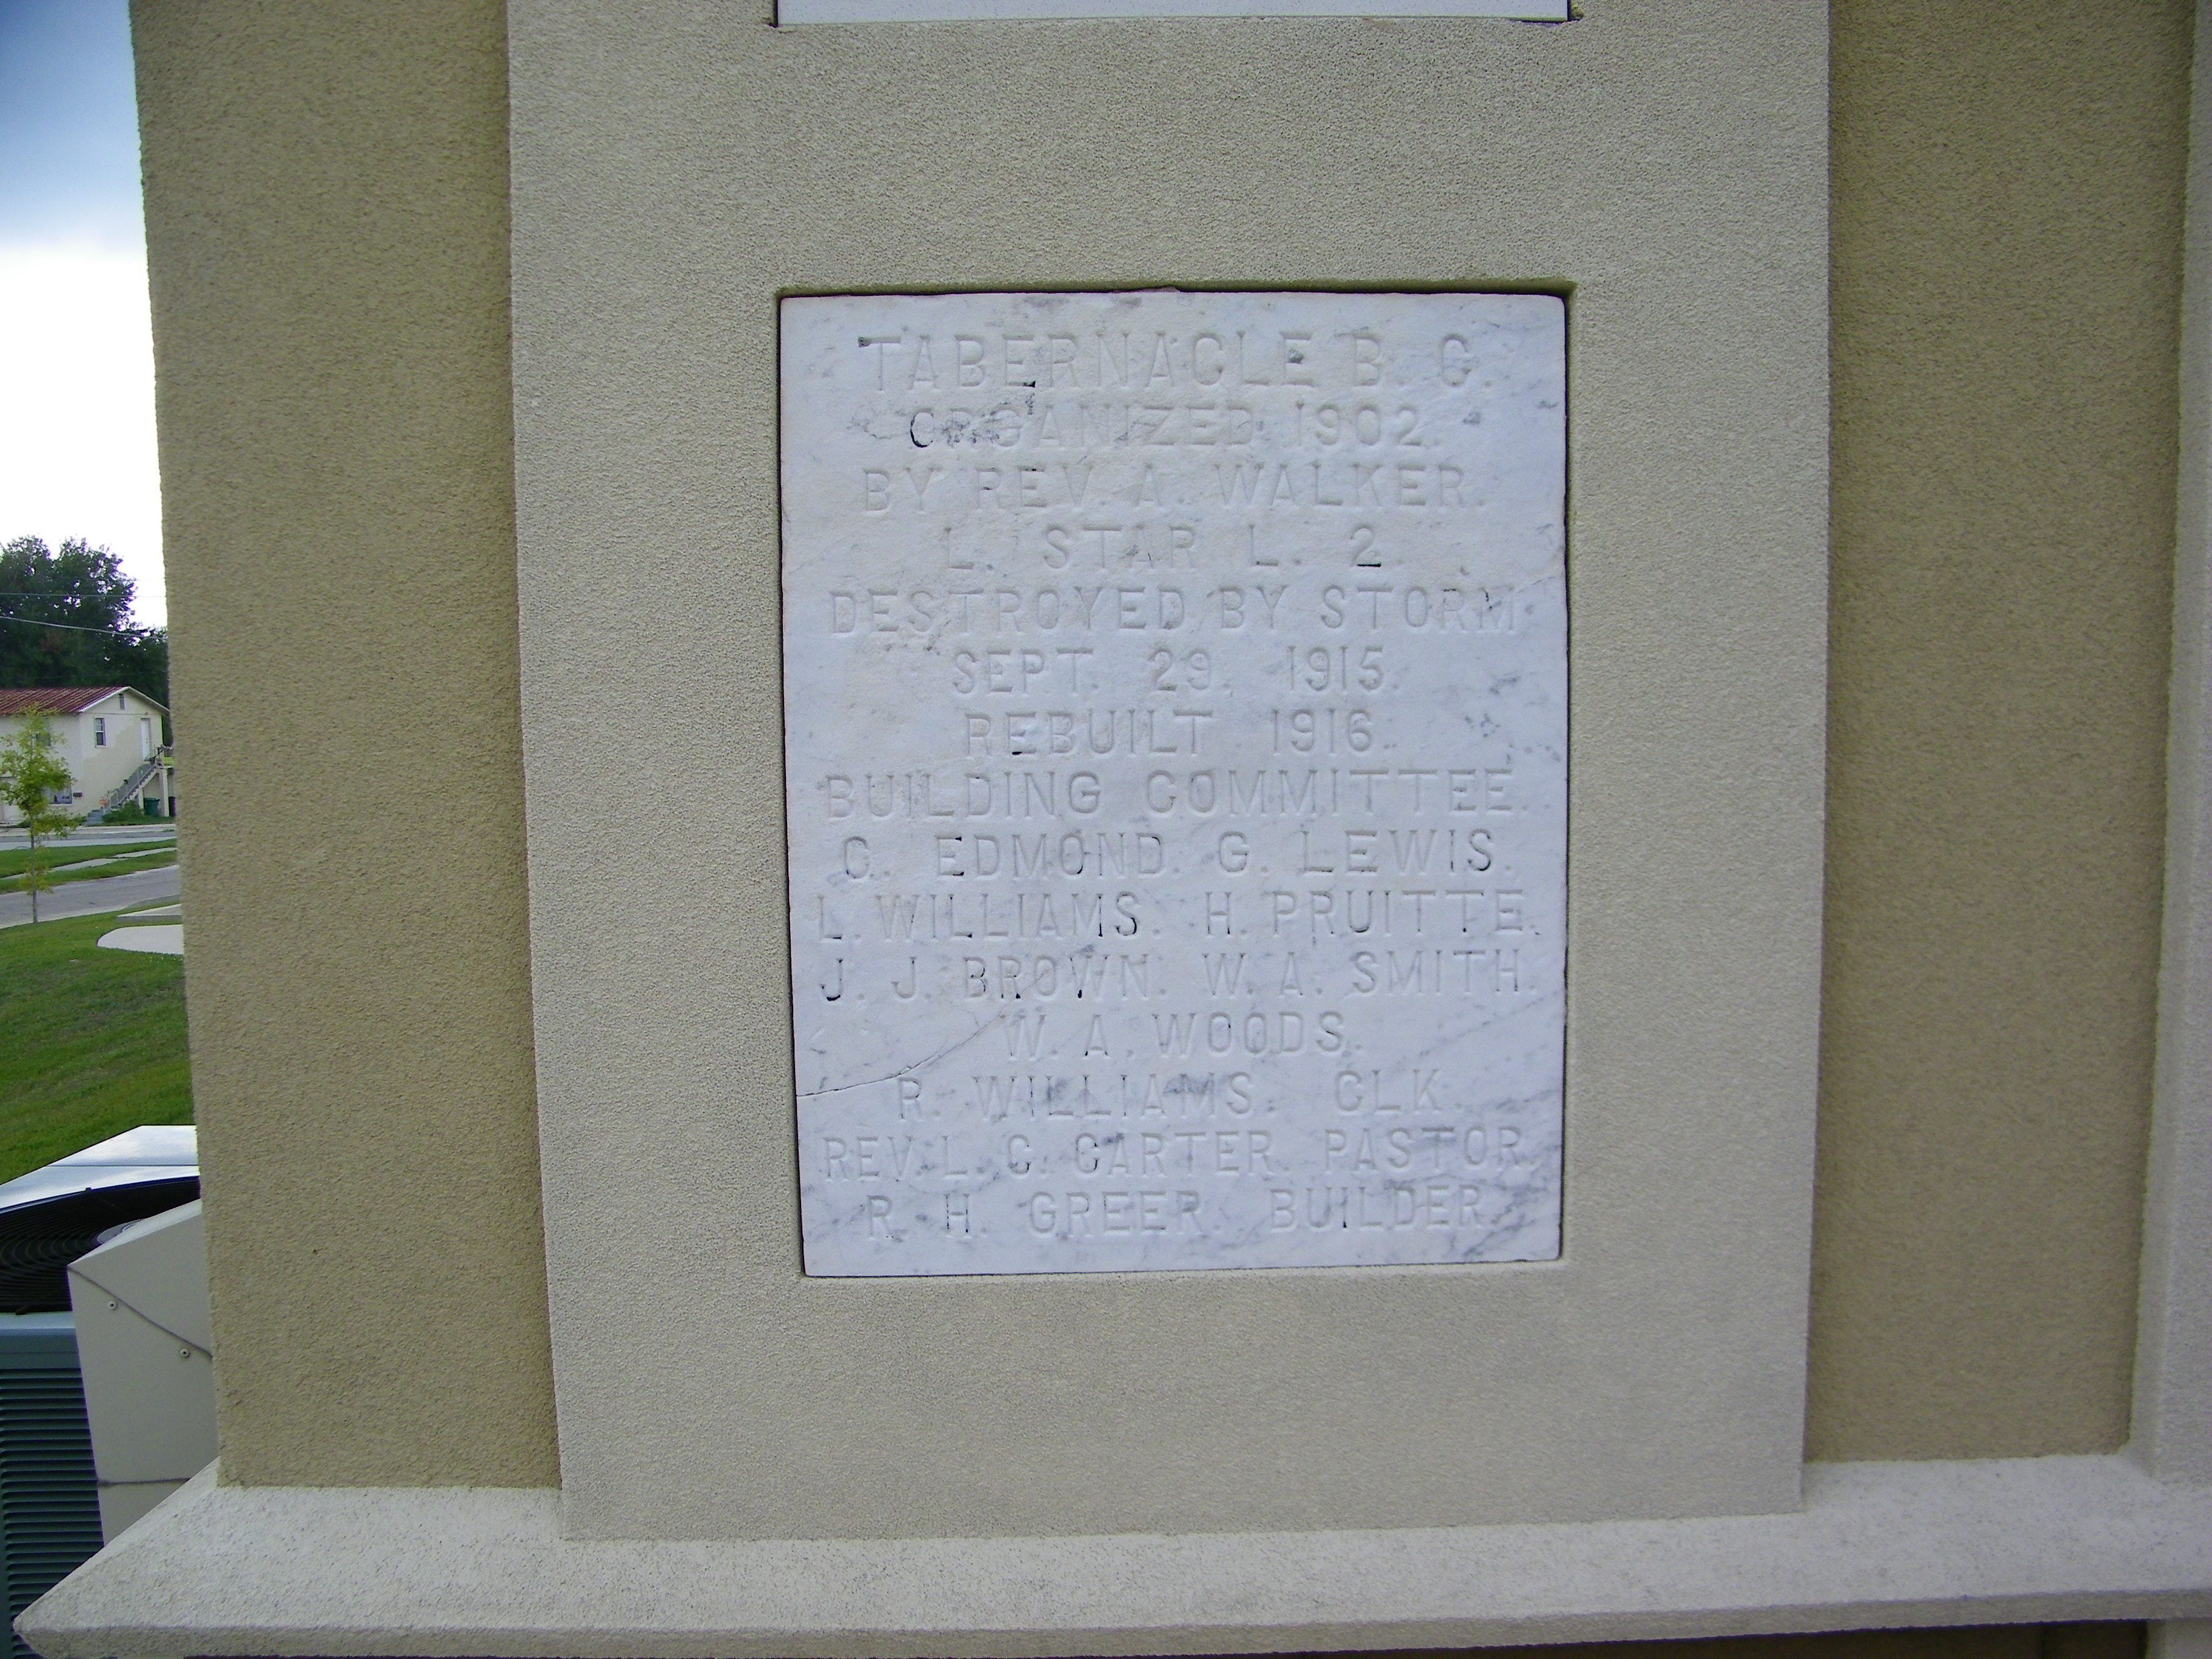 TABERNACLE B. C.
ORGANIZED 1902.
BY REV. A. WALKER.
L. STAR L. 2.
DESTROYED BY STORM
SEPT. 29, 1915.
REBUILT 1916.
BUILDING COMMITTEE.
C. EDMOND. G. LEWIS.
L. WILLIAMS. H. PRUITTE.
J. J. BROWN. W. A. SMITH.
W. A. WOODS.
R. WILLIAMS. CLK.
REV. L. C. CARTER. PASTOR.
R. H. GREER. BUILDER.